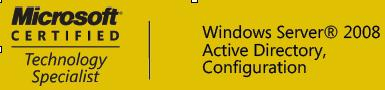 Microsoft
CERTIFIED
Technology
Specialist
Windows Server® 2008
Active Directory,
Configuration